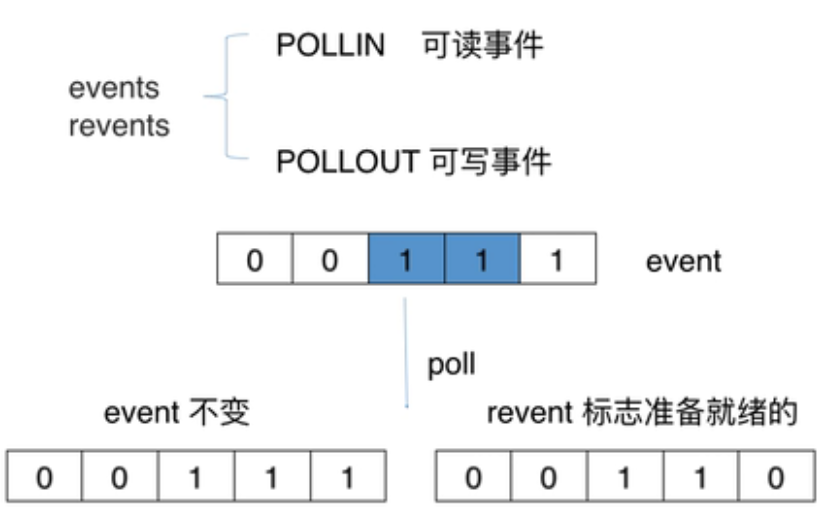 POLLIN 可读事件
events
revents
POLLOUT 可写事件
0 0 1 1 1 event
poll
event 不变 revent 标志准备就绪的
0 0 1 1 1 0 0 1 1 0